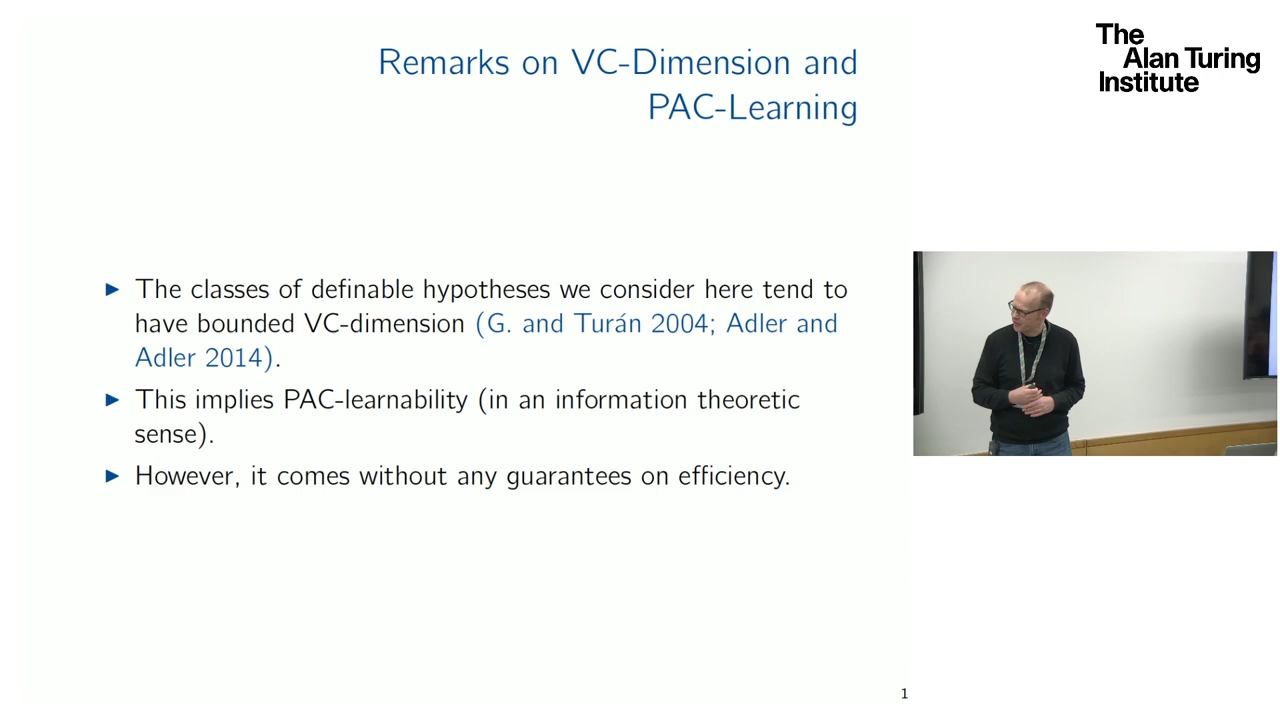 Remarks on VC-Dimension and
PAC-Learning
The
Alan Turing
Institute
▶ The classes of definable hypotheses we consider here tend to
have bounded VC-dimension (G. and Turán 2004; Adler and
Adler 2014).
▶ This implies PAC-learnability (in an information theoretic
sense).
▶ However, it comes without any guarantees on efficiency.
1